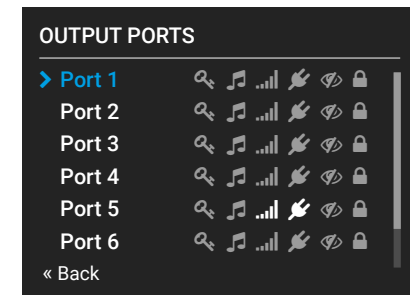 OUTPUT PORTS
Port 1
Port 2
Port 3
Port 4
Port 5
Port 6
« Back